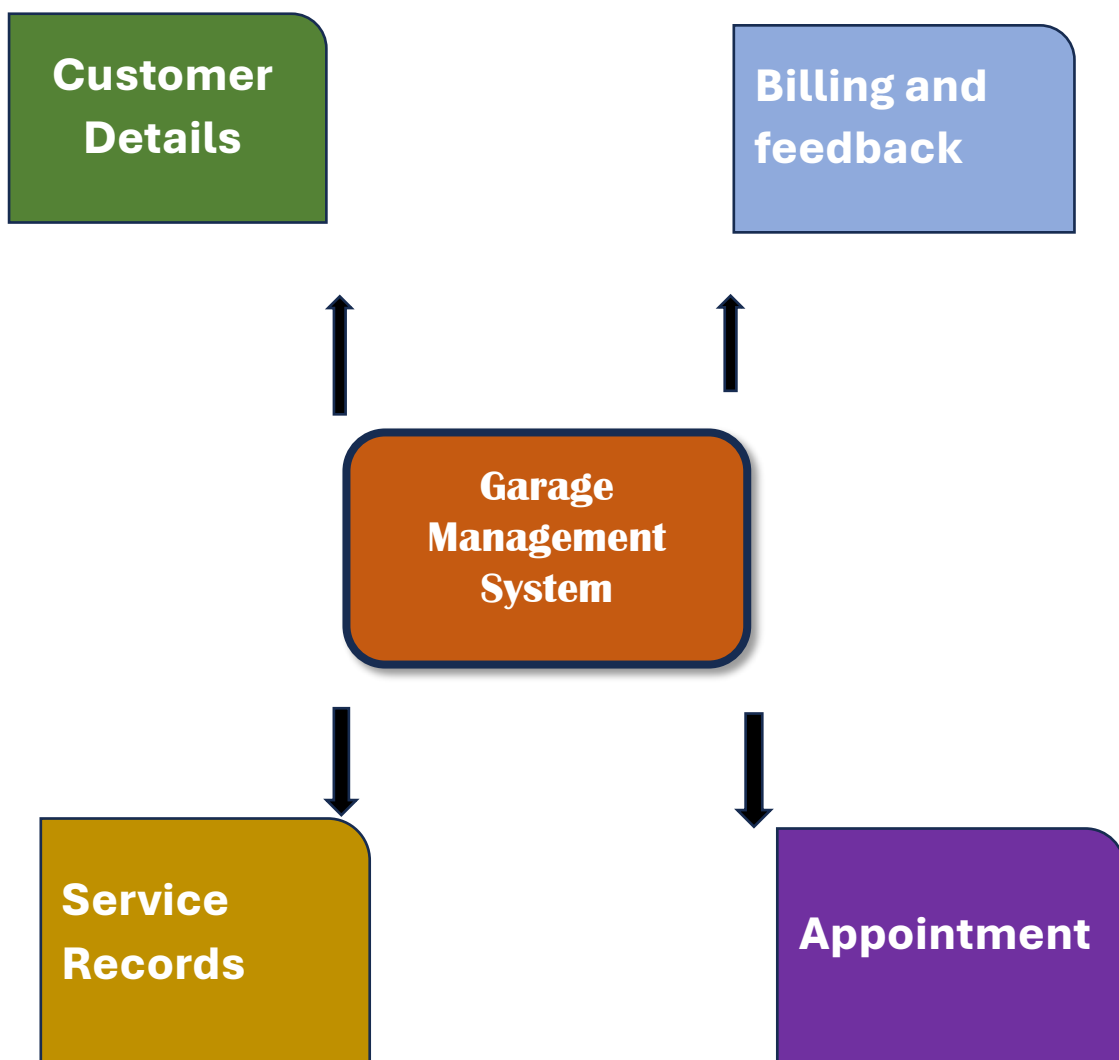 Customer
Details
Billing and
feedback
Garage
Management
System
Service
Records
Appointment